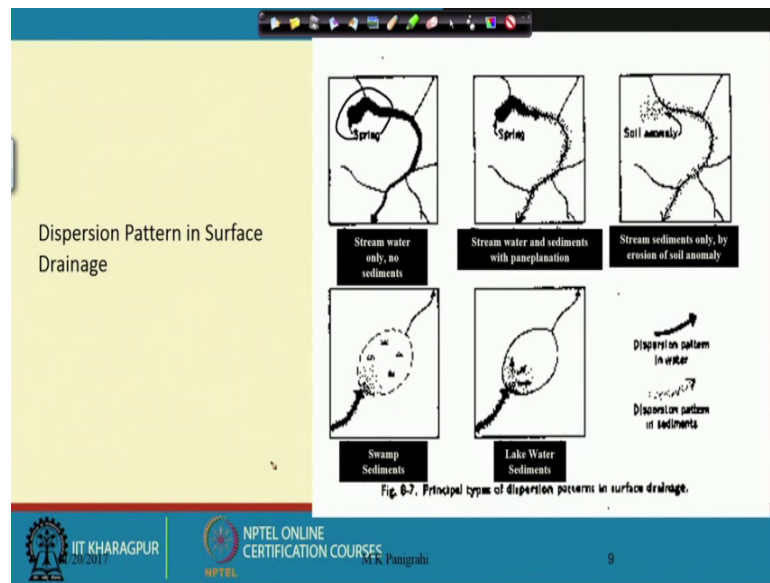 Dispersion Pattern in Surface
Drainage
Spring
Stream water
only, no
sediments
Spring
Stream water and sediments
with paneplanation
Soil anomaly
Stream sediments only, by
erosion of soil anomaly
Swamp
Sediments
Lake Water
Sediments
Dispersion pattern
in water
Dispersion pattern
in sediments
Fig. 8-7. Principal types of dispersion patterns in surface drainage.
IIT KHARAGPUR
20/2017
NPTEL
NPTEL ONLINE
CERTIFICATION COURSES
M K Panigrahi
9